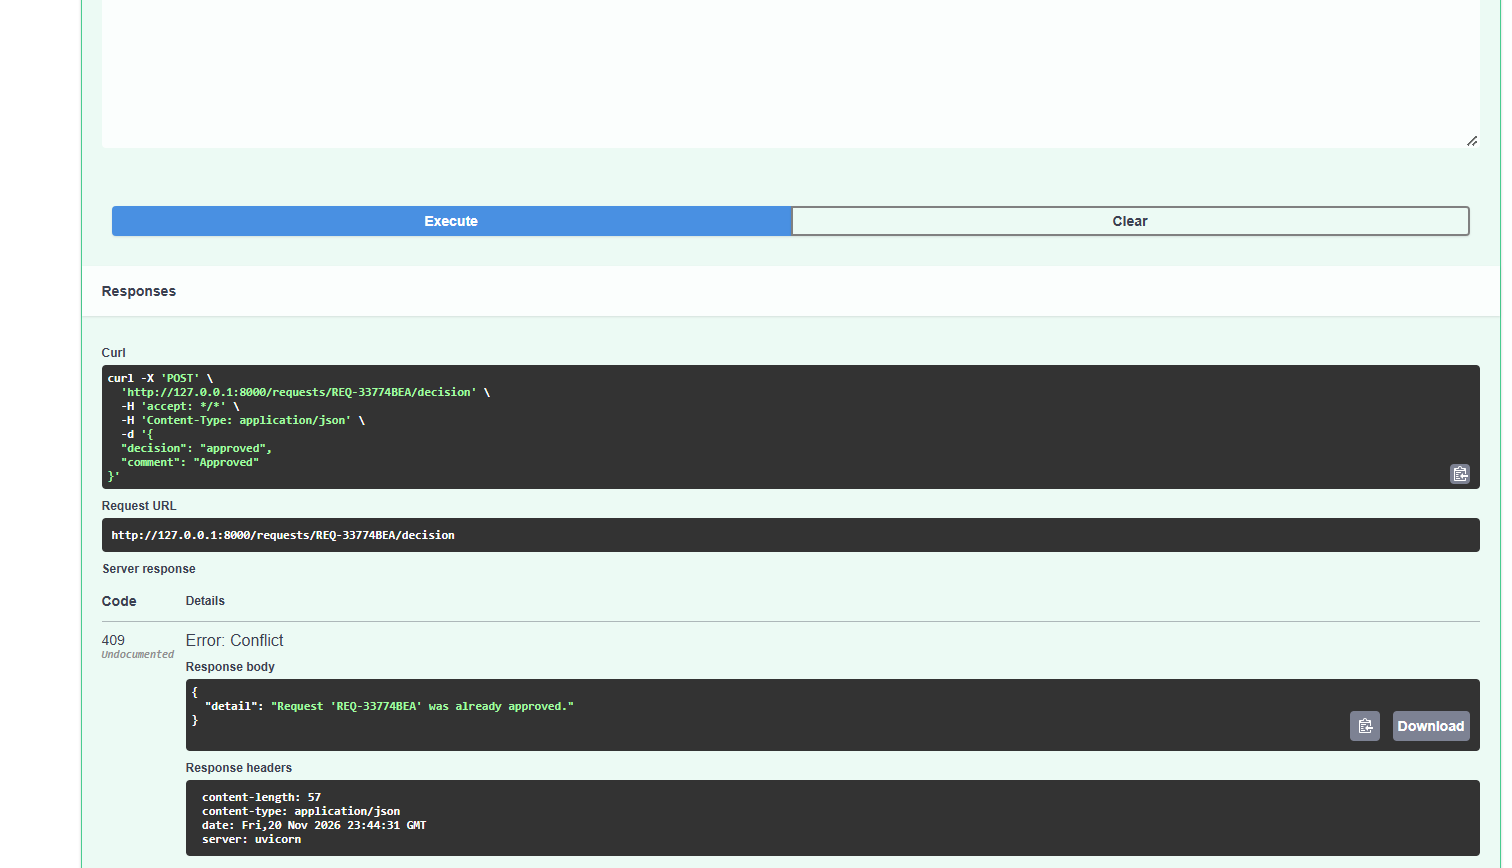 Execute
Clear
Responses
Curl
curl -X 'POST' \
  'http://127.0.0.1:8000/requests/REQ-33774BEA/decision' \
  -H 'accept: */*' \
  -H 'Content-Type: application/json' \
  -d '{
  "decision": "approved",
  "comment": "Approved"
}'
Request URL
http://127.0.0.1:8000/requests/REQ-33774BEA/decision
Server response
Code
Details
409
Undocumented
Error: Conflict
Response body
{
  "detail": "Request 'REQ-33774BEA' was already approved."
}
Download
Response headers
content-length: 57
content-type: application/json
date: Fri,20 Nov 2026 23:44:31 GMT
server: uvicorn